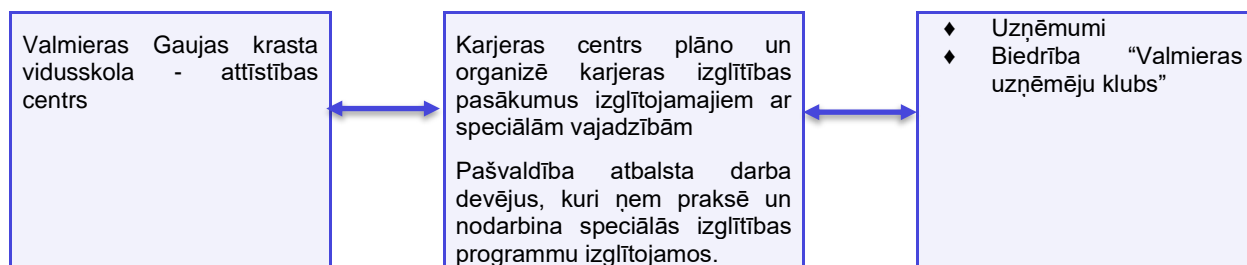 Valmieras Gaujas krasta
vidusskola - attīstības
centrs
Karjeras centrs plāno un
organizē karjeras izglītības
pasākumus izglītojamajiem ar
speciālām vajadzībām
Pašvaldība atbalsta darba
devējus, kuri ņem praksē un
nodarbina speciālās izglītības
programmu izglītojamos.
♦ Uzņēmumi
♦ Biedrība “Valmieras
uzņēmēju klubs”